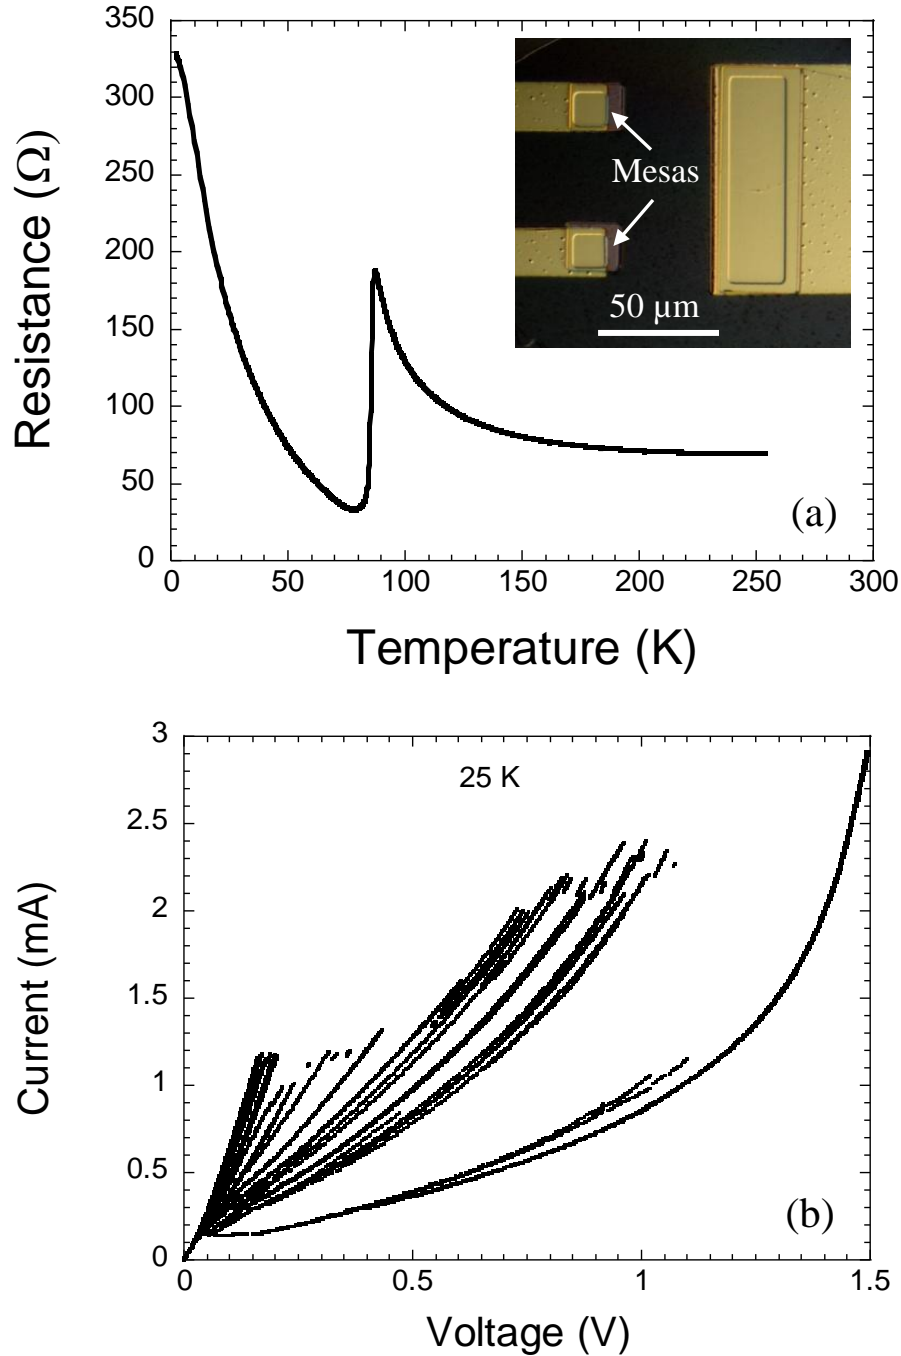 350
300
250
200
150
100
50
0
Resistance (Ω)
Mesas
50 µm
(a)
0 50 100 150 200 250 300
Temperature (K)
3
2.5
2
1.5
1
0.5
0
Current (mA)
25 K
(b)
0 0.5 1 1.5
Voltage (V)